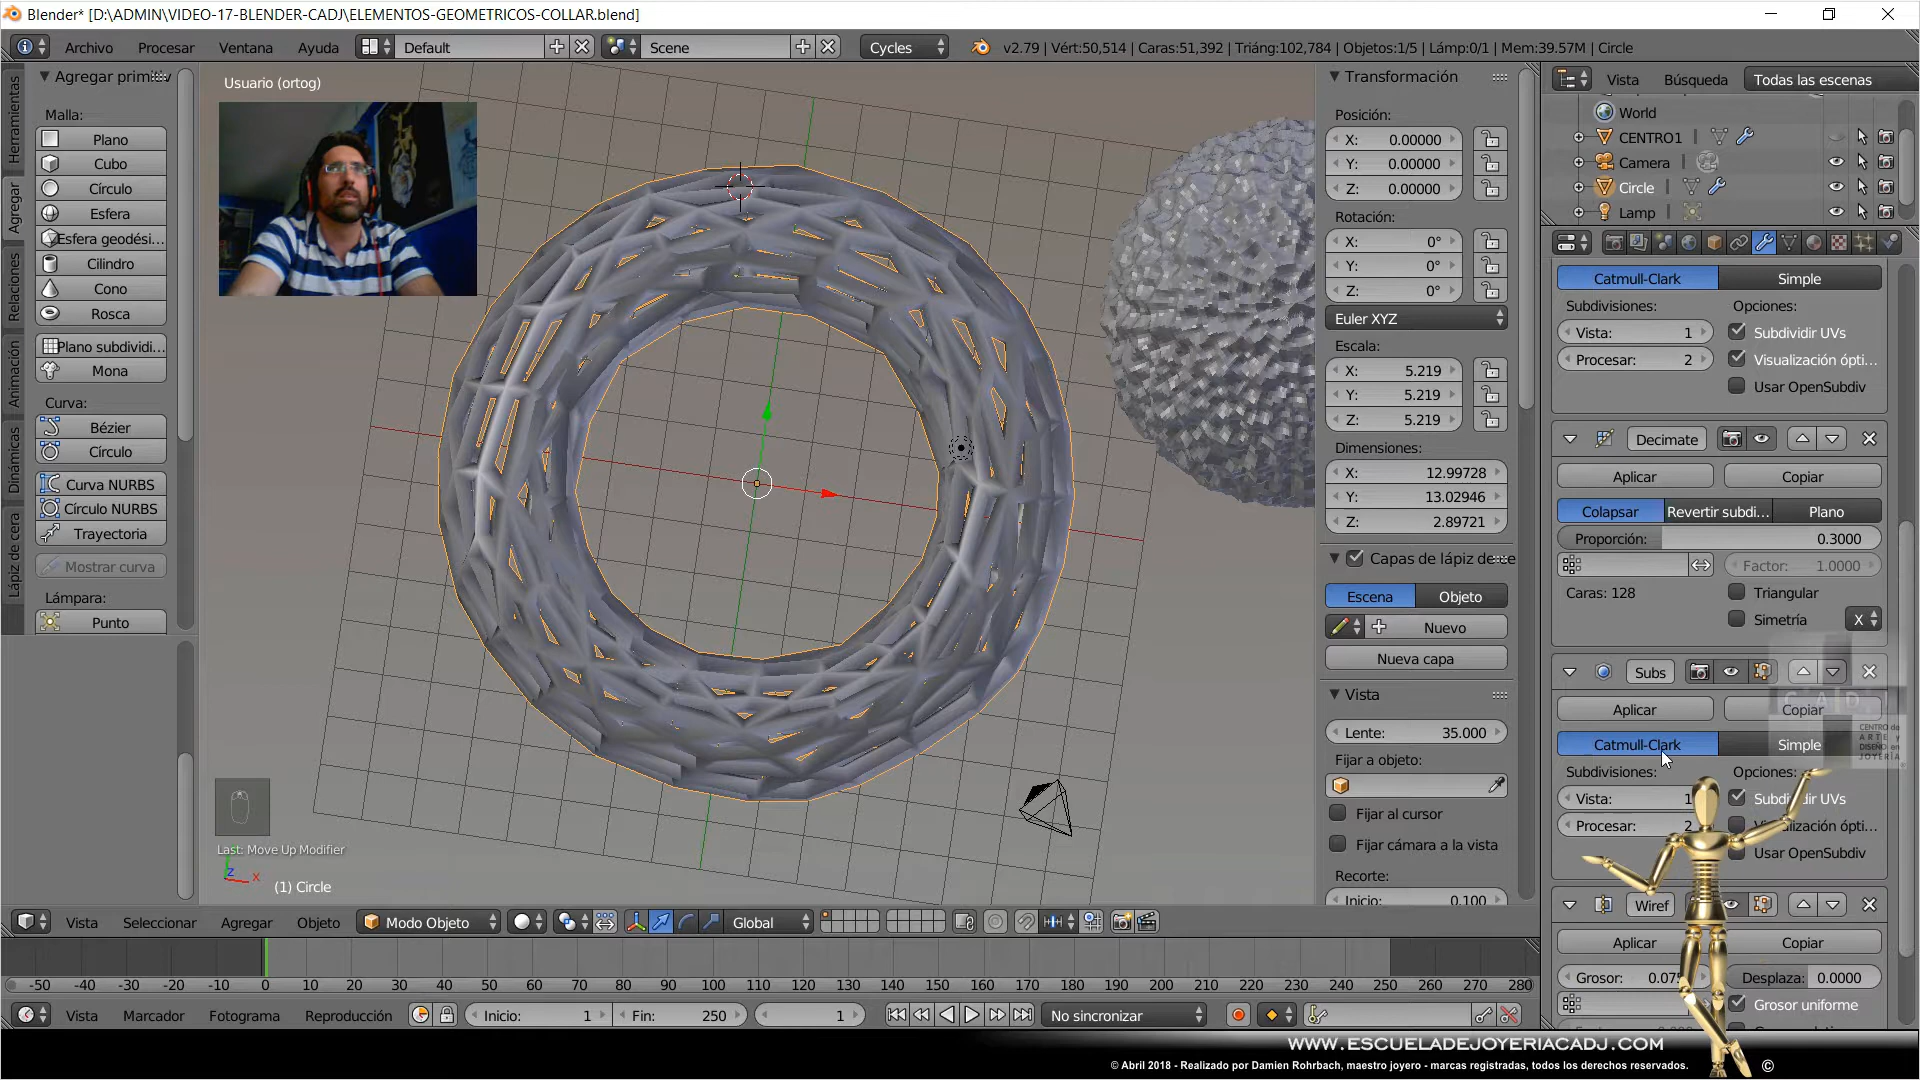 Blender* [D:\ADMIN\VIDEO-17-BLENDER-CADJ\ELEMENTOS-GEOMETRICOS-COLLAR.blend]
Archivo Procesar Ventana Ayuda Default Scene Cycles v2.79 | Vért:50,514 | Caras:51,392 | Triáng:102,784 | Objetos:1/5 | Lámp:0/1 | Mem:39.57M | Circle
Herramientas
Agregar
Relaciones
Animación
Dinámicas
Lápiz de cera
Malla:
Plano
Cubo
Círculo
Esfera
Esfera geodési...
Cilindro
Cono
Rosca
Plano subdividi...
Mona
Curva:
Bézier
Círculo
Curva NURBS
Círculo NURBS
Trayectoria
Mostrar curva
Lámpara:
Punto
Usuario (ortog)
Last: Move Up Modifier
Z X
(1) Circle
Transformación
Posición:
X: 0.00000
Y: 0.00000
Z: 0.00000
Rotación:
X: 0°
Y: 0°
Z: 0°
Euler XYZ
Escala:
X: 5.219
Y: 5.219
Z: 5.219
Dimensiones:
X: 12.99728
Y: 13.02946
Z: 2.89721
Capas de lápiz de
Escena Objeto
Nuevo
Nueva capa
Vista
Lente: 35.000
Fijar a objeto:
Fijar al cursor
Fijar cámara a la vista
Recorte:
Inicio: 0.100
Vista Búsqueda Todas las escenas
World
CENTRO1
Camera
Circle
Lamp
Catmull-Clark Simple
Subdivisiones: Opciones:
Vista: 1 Subdividir UVs
Procesar: 2 Visualización ópti...
Usar OpenSubdiv
Decimate
Aplicar Copiar
Colapsar Revertir subdi... Plano
Proporción: 0.3000
Factor: 1.0000
Caras: 128 Triangular
Simetría X
Subs
Aplicar Copiar
CAD
CENTRO de
ARTE y
DISEÑO en
JOYERÍA
Catmull-Clark Simple
Subdivisiones: Opciones:
Vista: 1
UVs
Procesar: 2
Usar OpenSubdiv
Wiref
Aplicar Copiar
Grosor: Desplaza: 0.0000
Grosor uniforme
Vista Seleccionar Agregar Objeto Modo Objeto Global
-50 -40 -30 -20 -10 0 10 20 30 40 50 60 70 80 90 100 110 120 130 140 150 160 170 180 190 200 210 220 230 240 250 260 270 280
Vista Marcador Fotograma Reproducción Inicio: 1 Fin: 250 1 No sincronizar
WWW.ESCUELADEJOYERIACADJ.COM
© Abril 2018 - Realizado por Damien Rohrbach, maestro joyero - marcas registradas, todos los derechos reservados. ©